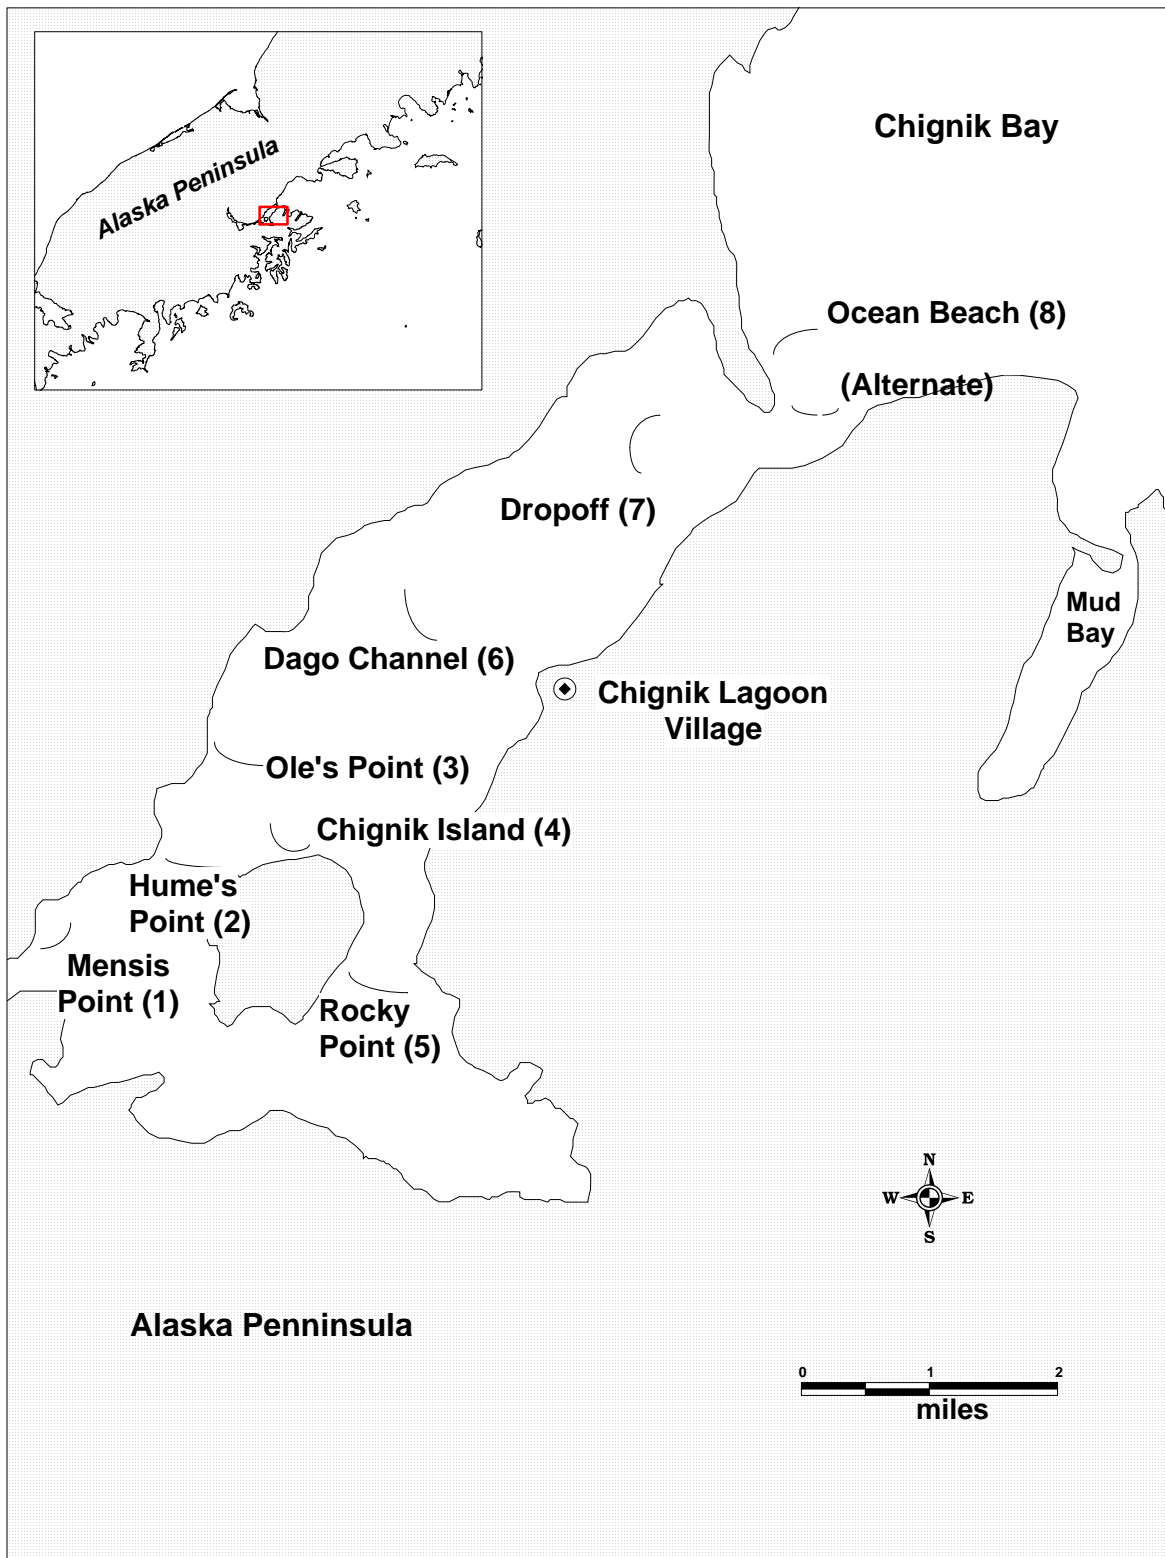 Alaska Peninsula
Chignik Bay
Ocean Beach (8)
(Alternate)
Dropoff (7)
Mud
Bay
Dago Channel (6)
Chignik Lagoon
Village
Ole's Point (3)
Chignik Island (4)
Hume's
Point (2)
Mensis
Point (1)
Rocky
Point (5)
N
W E
S
Alaska Penninsula
0 1 2
miles